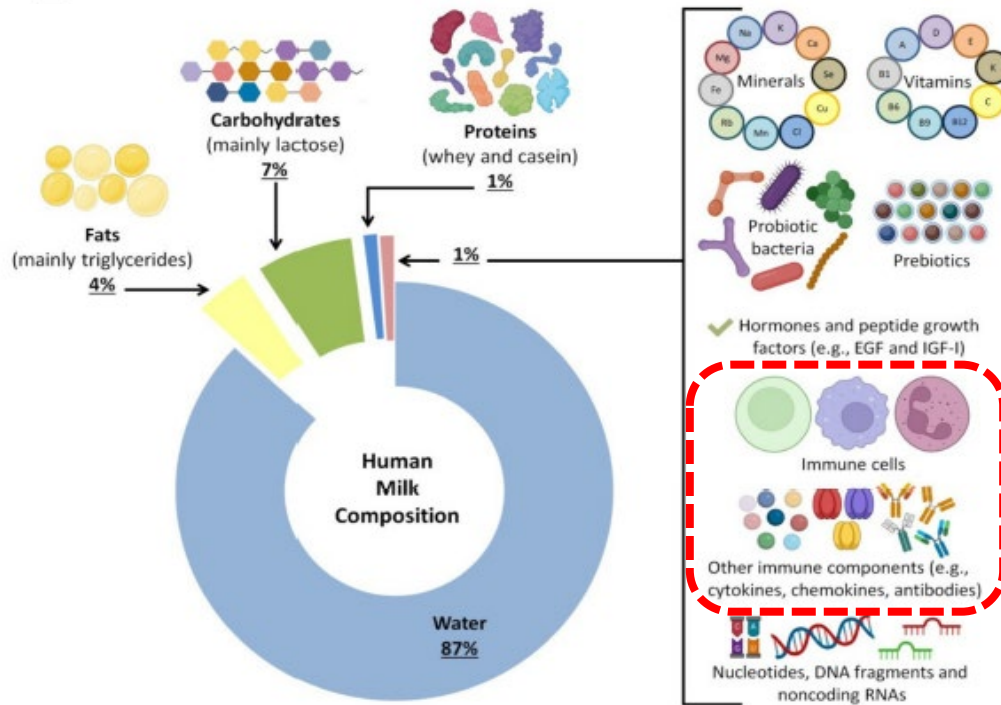 Carbohydrates
(mainly lactose)
7%
Proteins
(whey and casein)
1%
Fats
(mainly triglycerides)
4%
1%
Human
Milk
Composition
Water
87%
Na
K
Ca
Mg
Se
Minerals
Fe
Cu
Rb
Mn
Cl
A
D
E
B1
K
Vitamins
B6
C
B9
B12
Probiotic
bacteria
Prebiotics
Hormones and peptide growth
factors (e.g., EGF and IGF-I)
Immune cells
Other immune components (e.g.,
cytokines, chemokines, antibodies)
Nucleotides, DNA fragments and
noncoding RNAs